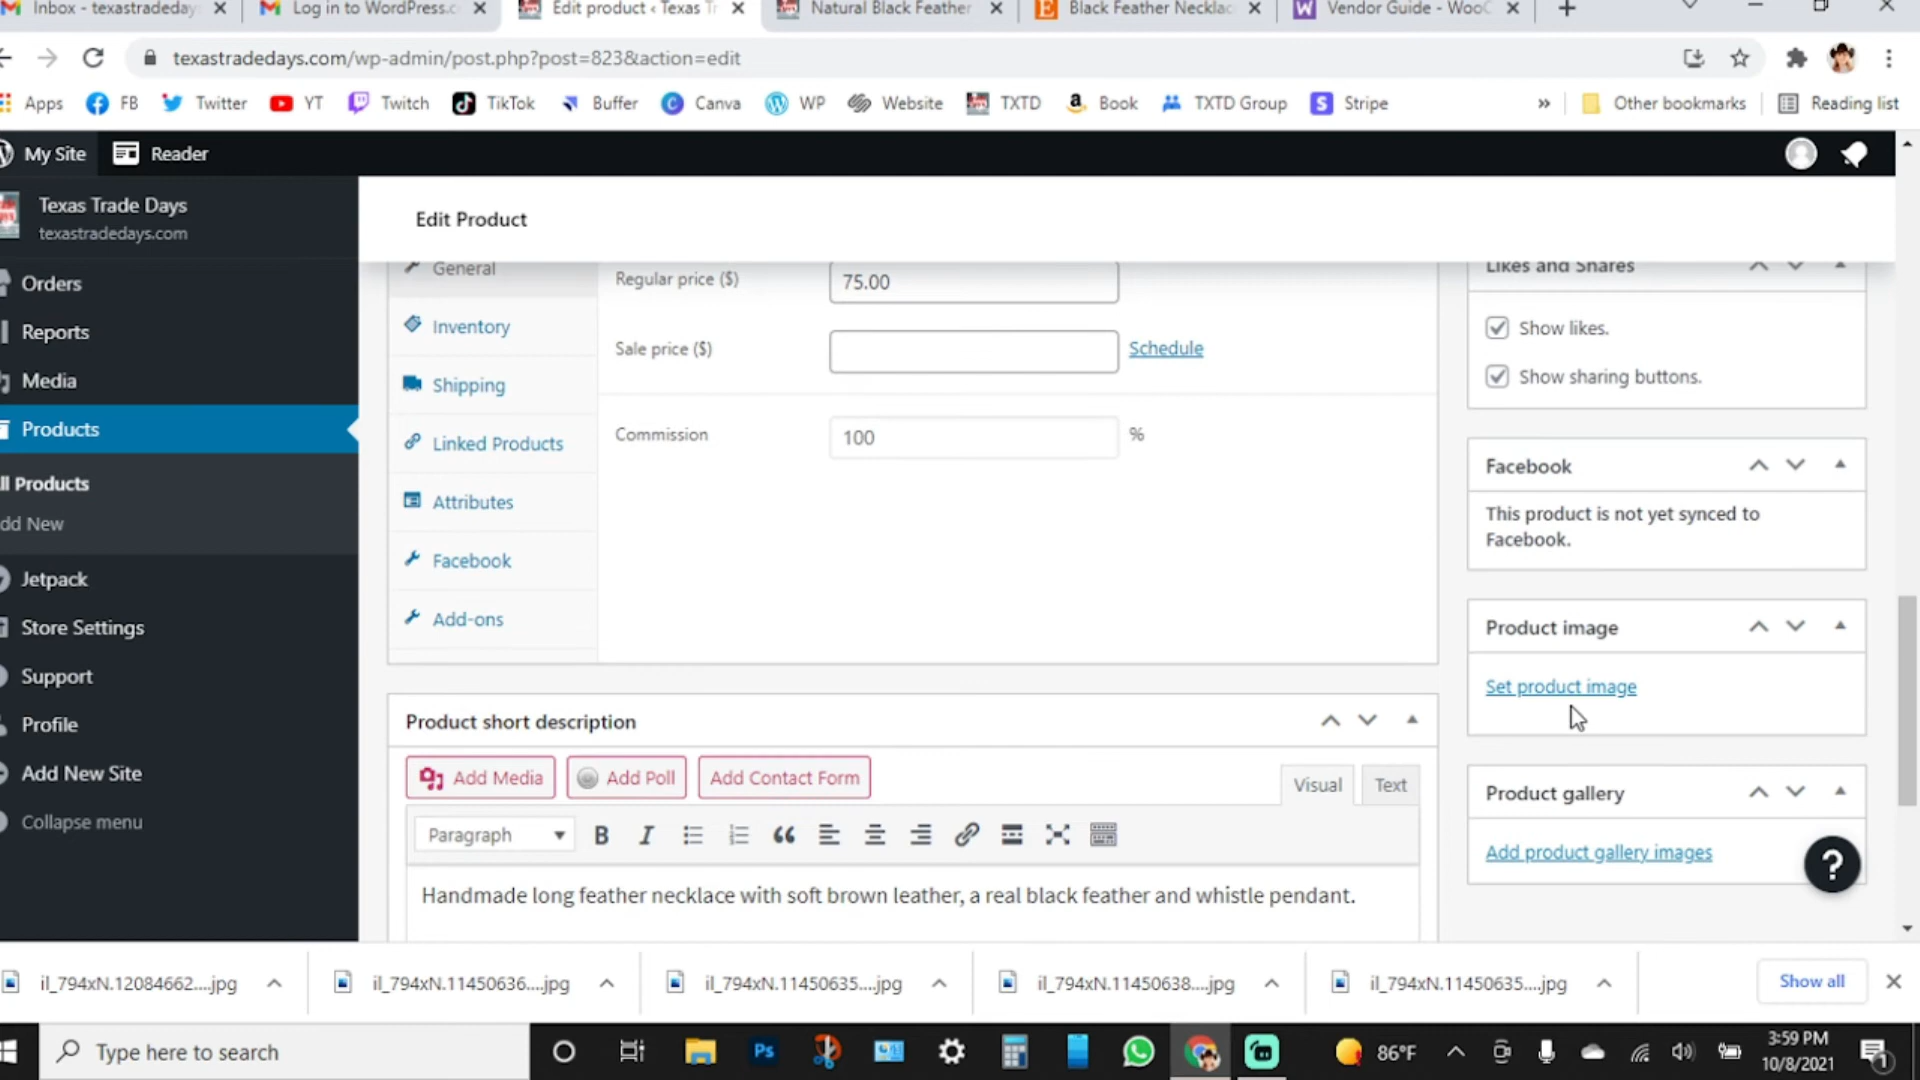 Inbox - texastradeday
Log in to WordPress.c
Edit product ‹ Texas Tr
Natural Black Feather
Black Feather Necklac
Vendor Guide - WooC
texastradedays.com/wp-admin/post.php?post=823&action=edit
Apps FB Twitter YT Twitch TikTok Buffer Canva WP Website TXTD Book TXTD Group Stripe » Other bookmarks Reading list
My Site Reader
Texas Trade Days
texastradedays.com
Orders
Reports
Media
Products
ll Products
dd New
Jetpack
Store Settings
Support
Profile
Add New Site
Collapse menu
Edit Product
General
Inventory
Shipping
Linked Products
Attributes
Facebook
Add-ons
Regular price ($) 75.00
Sale price ($) Schedule
Commission 100 %
Product short description
Add Media Add Poll Add Contact Form Visual Text
Paragraph
Handmade long feather necklace with soft brown leather, a real black feather and whistle pendant.
Likes and Shares
Show likes.
Show sharing buttons.
Facebook
This product is not yet synced to
Facebook.
Product image
Set product image
Product gallery
Add product gallery images
?
il_794xN.12084662....jpg
il_794xN.11450636....jpg
il_794xN.11450635....jpg
il_794xN.11450638....jpg
il_794xN.11450635....jpg
Show all
Type here to search
Ps
86°F
3:59 PM
10/8/2021
1